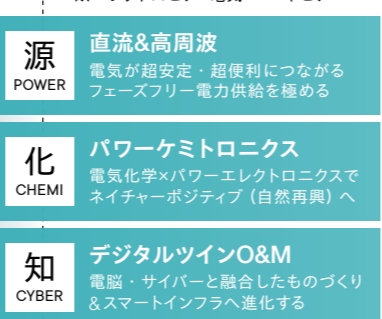 源
POWER
直流&高周波
電気が超安定・超便利につながる
フェーズフリー電力供給を極める
化
CHEMI
パワーケミトロニクス
電気化学×パワーエレクトロニクスで
ネイチャーポジティブ（自然再興）へ
知
CYBER
デジタルツインO&M
電脳・サイバーと融合したものづくり
&スマートインフラへ進化する